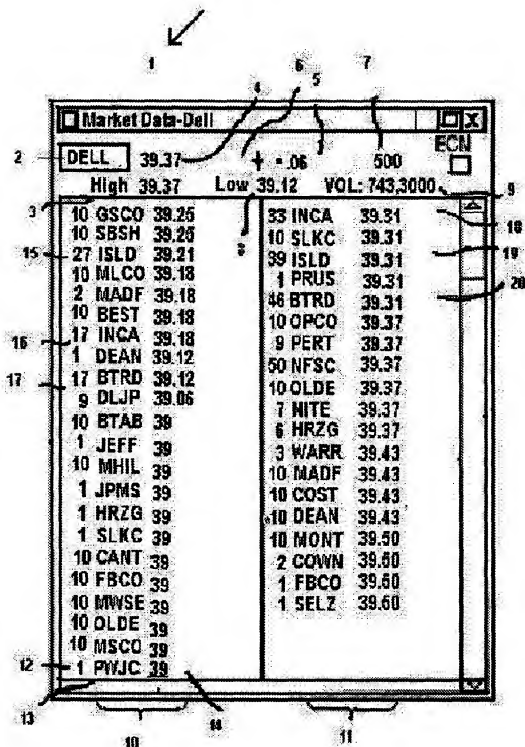 1
6
5
7
4
Market Data-Dell
X
ECN
2
DELL
39.37
+ .06
500
High 39.37
Low 39.12
VOL: 743,3000
9
3
8
10 GSCO 39.25
10 SBSH 39.25
15
27 ISLD 39.21
10 MLCO 39.18
2 MADF 39.18
10 BEST 39.18
16
17 INCA 39.18
1 DEAN 39.12
17
17 BTRD 39.12
9 DLJP 39.06
10 BTAB 39
1 JEFF 39
10 MHIL 39
1 JPMS 39
1 HRZG 39
1 SLKC 39
10 CANT 39
10 FBCO 39
10 MWSE 39
10 OLDE 39
10 MSCO 39
12
1 PWJC 39
33 INCA 39.31
18
10 SLKC 39.31
39 ISLD 39.31
19
1 PRUS 39.31
46 BTRD 39.31
20
10 OPCO 39.37
9 PERT 39.37
50 NFSC 39.37
10 OLDE 39.37
7 NITE 39.37
6 HRZG 39.37
3 WARR 39.43
10 MADF 39.43
10 COST 39.43
10 DEAN 39.43
10 MONT 39.50
2 COWN 39.50
1 FBCO 39.50
1 SELZ 39.50
13
14
10
11